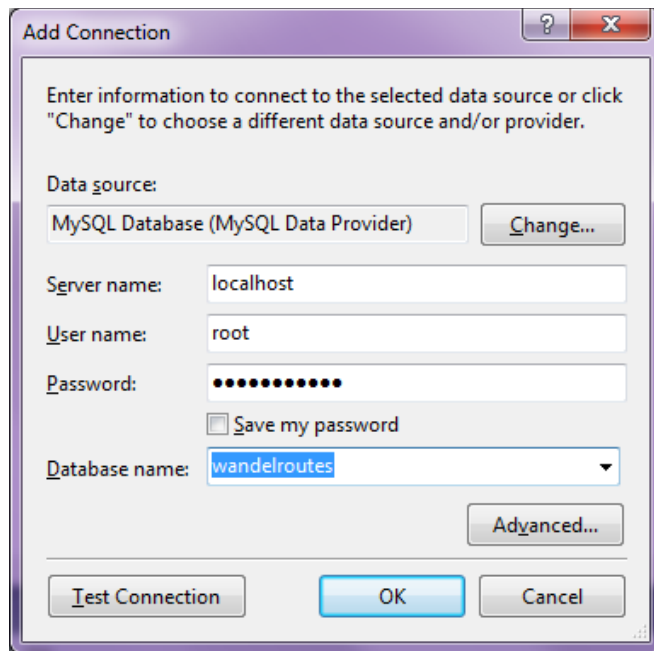 Add Connection
?
Enter information to connect to the selected data source or click
"Change" to choose a different data source and/or provider.
Data source:
MySQL Database (MySQL Data Provider)
Change...
Server name:
localhost
User name:
root
Password:
●●●●●●●●●●●
Save my password
Database name:
wandelroutes
Advanced...
Test Connection
OK
Cancel